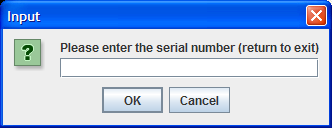 Input
Please enter the serial number (return to exit)
OK Cancel